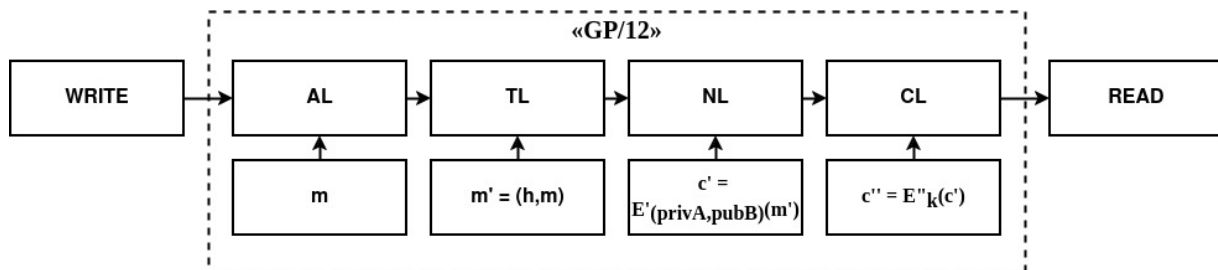 «GP/12»
WRITE
AL
TL
NL
CL
READ
m
m' = (h,m)
c' =
E'(privA,pubB)(m')
c'' = E''k(c')